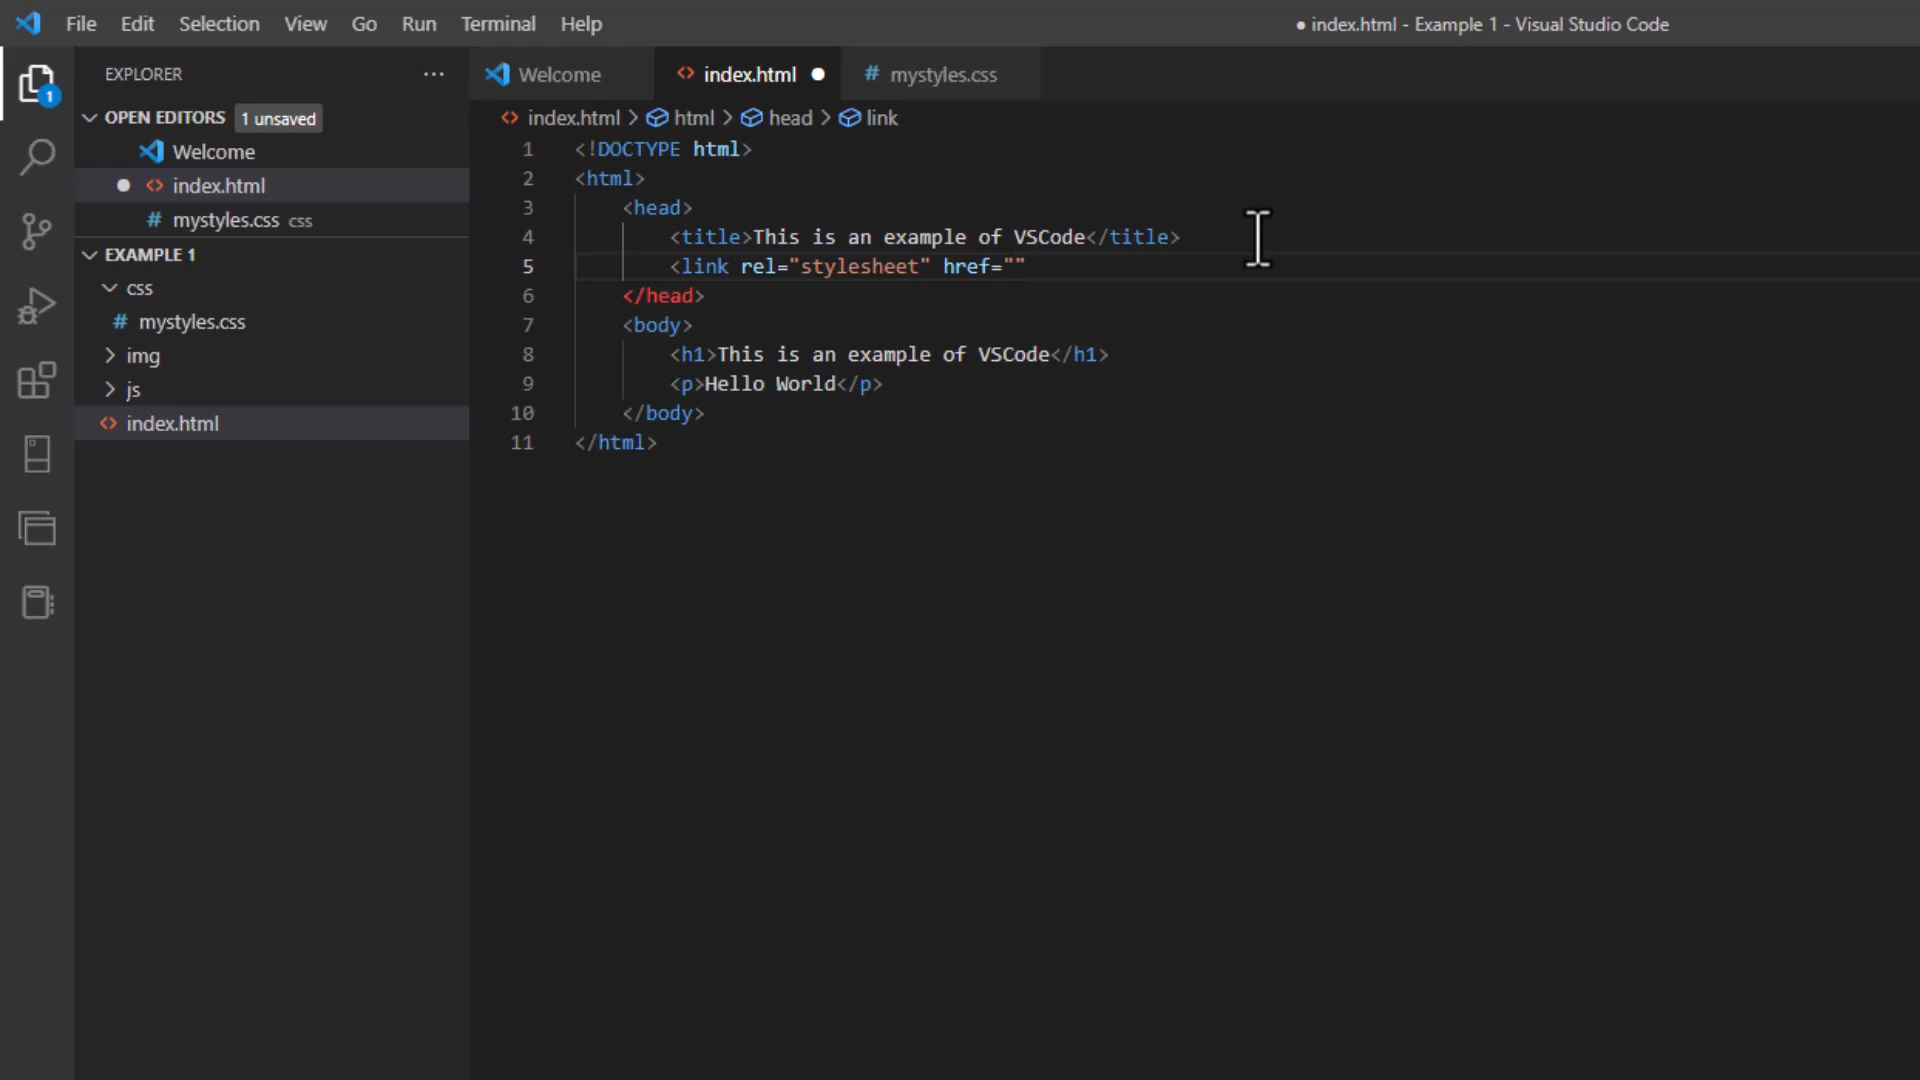 File Edit Selection View Go Run Terminal Help
● index.html - Example 1 - Visual Studio Code
EXPLORER ···
1
OPEN EDITORS 1 unsaved
Welcome
index.html
mystyles.css css
EXAMPLE 1
css
# mystyles.css
img
js
index.html
Welcome index.html # mystyles.css
index.html > html > head > link
1 <!DOCTYPE html>
2 <html>
3 <head>
4 <title>This is an example of VSCode</title>
5 <link rel="stylesheet" href=""
6 </head>
7 <body>
8 <h1>This is an example of VSCode</h1>
9 <p>Hello World</p>
10 </body>
11 </html>